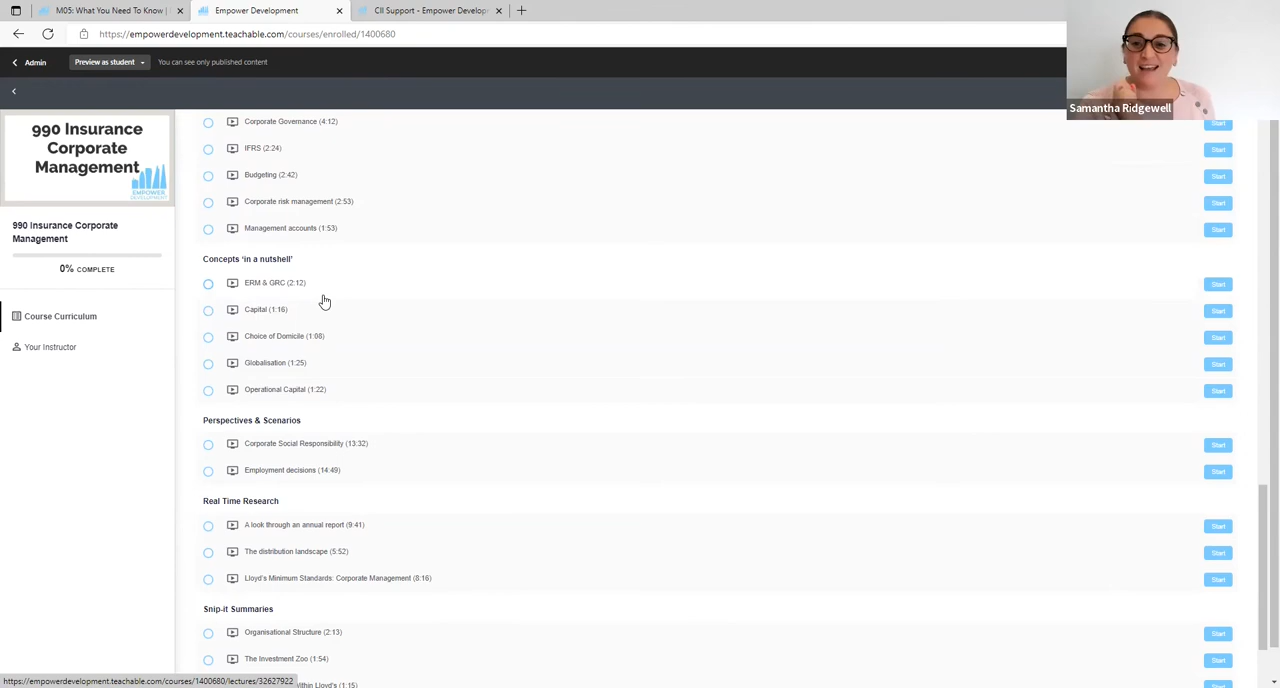 M05: What You Need To Know |
Empower Development
CII Support - Empower Developm
https://empowerdevelopment.teachable.com/courses/enrolled/1400680
Admin
Preview as student
You can see only published content
Samantha Ridgewell
990 Insurance
Corporate
Management
EMPOWER
DEVELOPMENT
990 Insurance Corporate
Management
0% COMPLETE
Course Curriculum
Your Instructor
Corporate Governance (4:12)
Start
IFRS (2:24)
Start
Budgeting (2:42)
Start
Corporate risk management (2:53)
Start
Management accounts (1:53)
Start
Concepts ‘in a nutshell’
ERM & GRC (2:12)
Start
Capital (1:16)
Start
Choice of Domicile (1:08)
Start
Globalisation (1:25)
Start
Operational Capital (1:22)
Start
Perspectives & Scenarios
Corporate Social Responsibility (13:32)
Start
Employment decisions (14:49)
Start
Real Time Research
A look through an annual report (9:41)
Start
The distribution landscape (5:52)
Start
Lloyd's Minimum Standards: Corporate Management (8:16)
Start
Snip-it Summaries
Organisational Structure (2:13)
Start
The Investment Zoo (1:54)
Start
Within Lloyd's (1:15)
Start
https://empowerdevelopment.teachable.com/courses/1400680/lectures/32627922